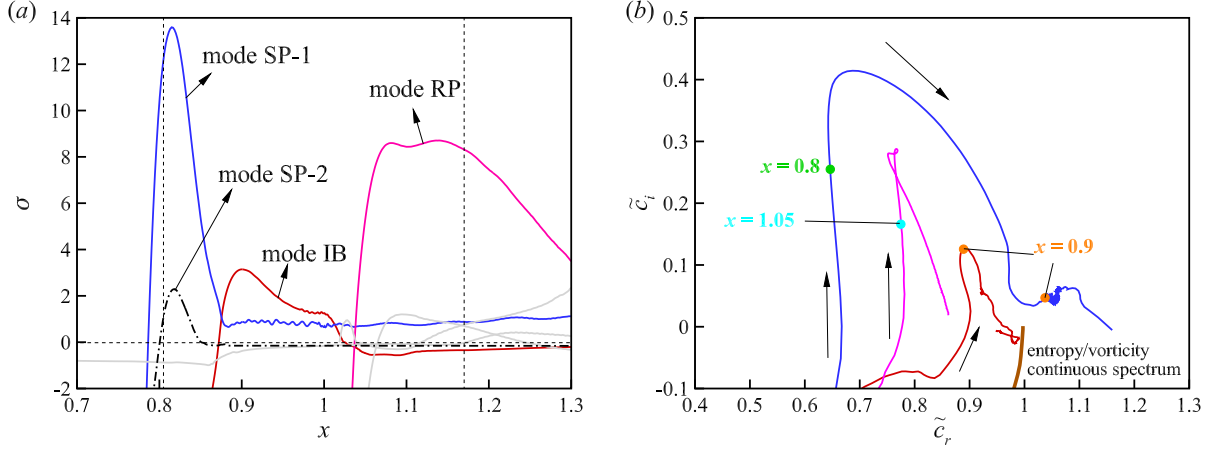 (a)
14
12
10
8
6
4
2
0
-2
σ
0.7
0.8
0.9
1
1.1
1.2
1.3
x
mode SP-1
mode RP
mode SP-2
mode IB
(b)
0.5
0.4
0.3
0.2
0.1
0
-0.1
c̃ᵢ
0.4
0.5
0.6
0.7
0.8
0.9
1
1.1
1.2
1.3
c̃ᵣ
x = 0.8
x = 1.05
x = 0.9
entropy/vorticity
continuous spectrum